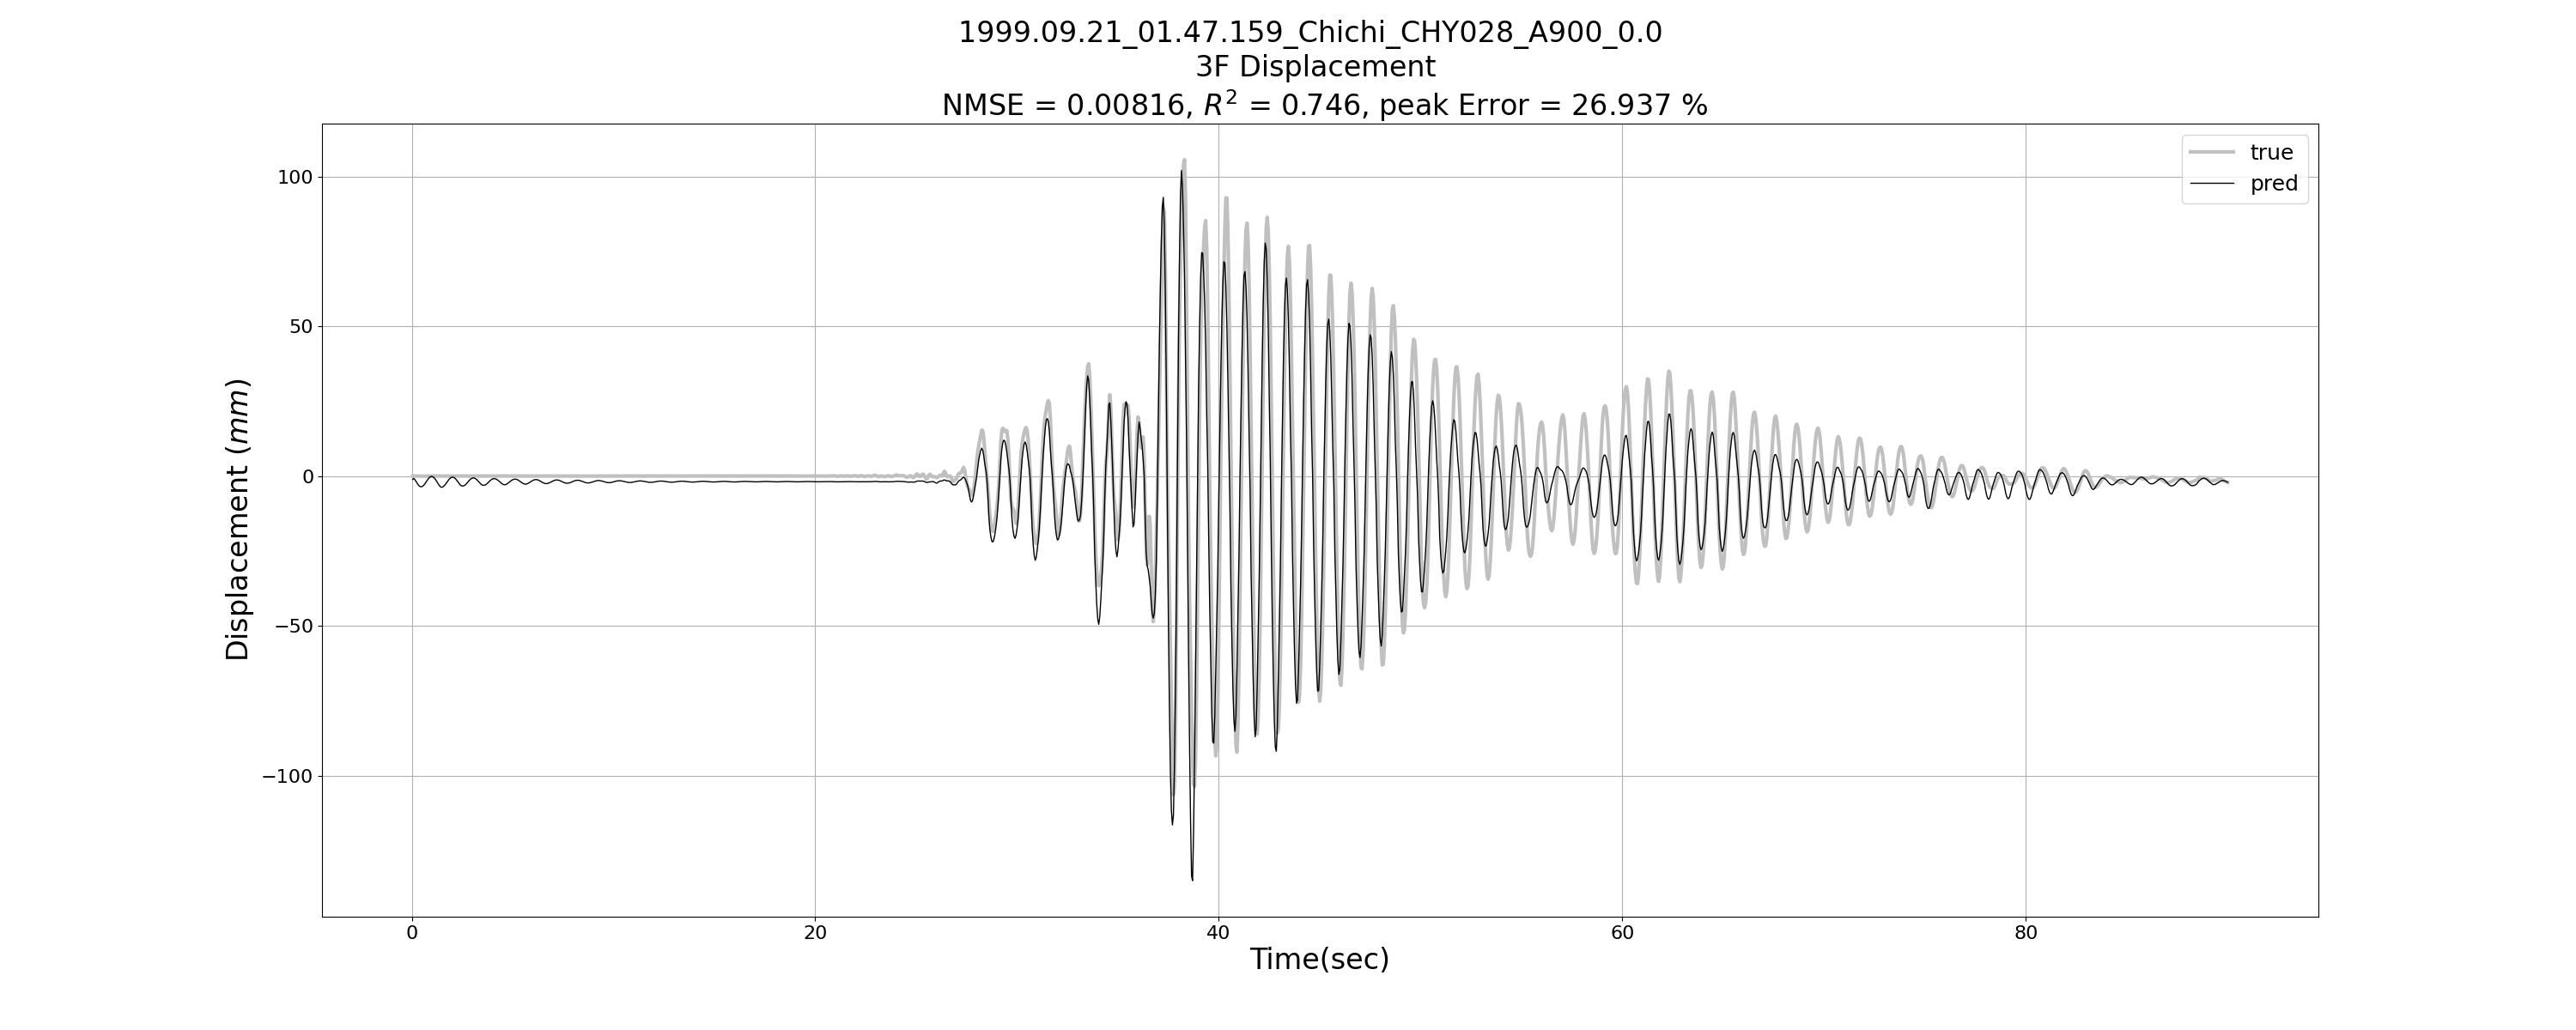 1999.09.21_01.47.159_Chichi_CHY028_A900_0.0
3F Displacement
NMSE = 0.00816, R² = 0.746, peak Error = 26.937 %
true
pred
Displacement (mm)
100
50
0
−50
−100
0
20
40
60
80
Time(sec)